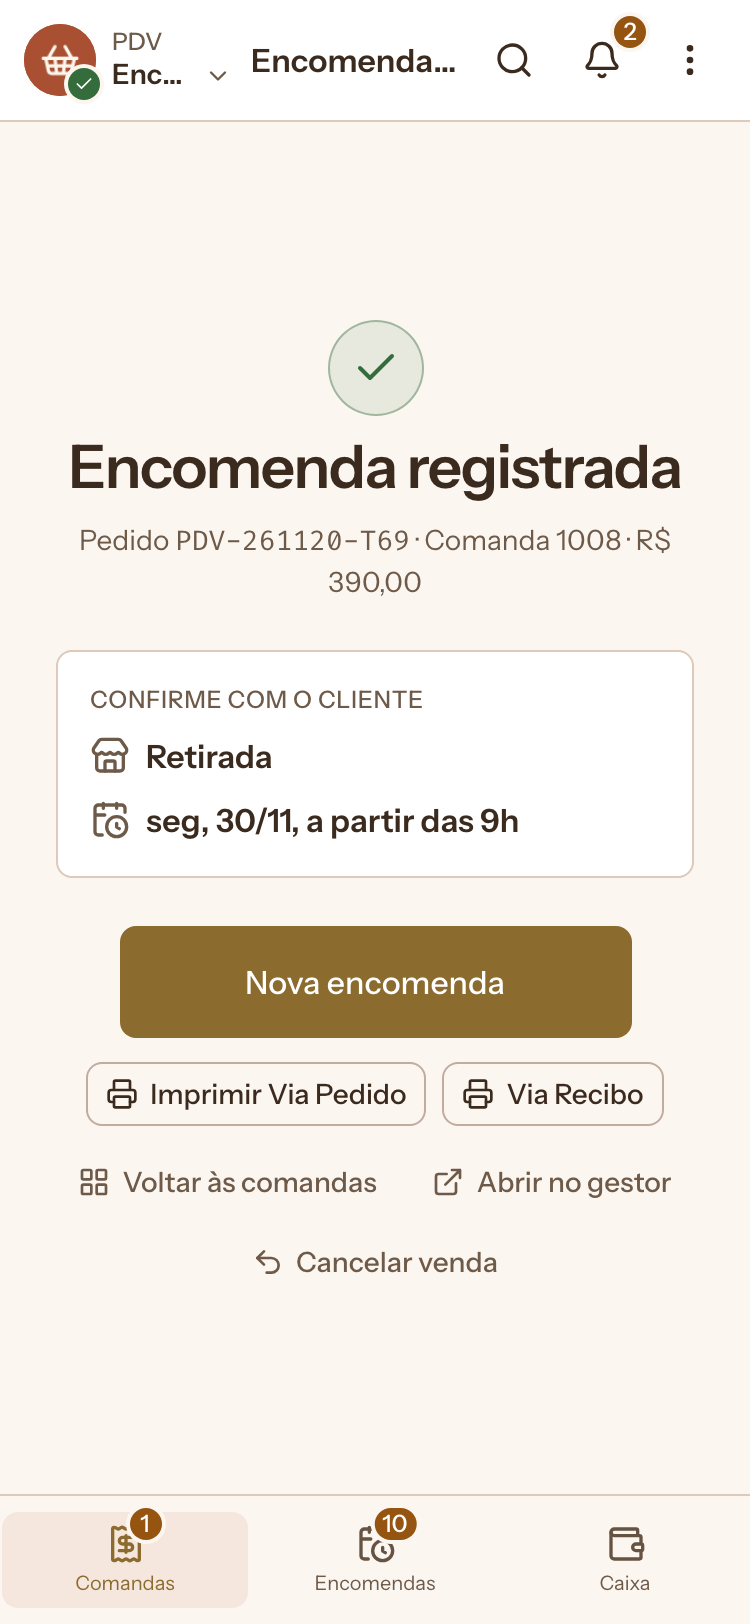 PDV
Enc...
Encomenda...
2
Encomenda registrada
Pedido PDV-261120-T69 · Comanda 1008 · R$
390,00
CONFIRME COM O CLIENTE
Retirada
seg, 30/11, a partir das 9h
Nova encomenda
Imprimir Via Pedido
Via Recibo
Voltar às comandas
Abrir no gestor
Cancelar venda
1
Comandas
10
Encomendas
Caixa